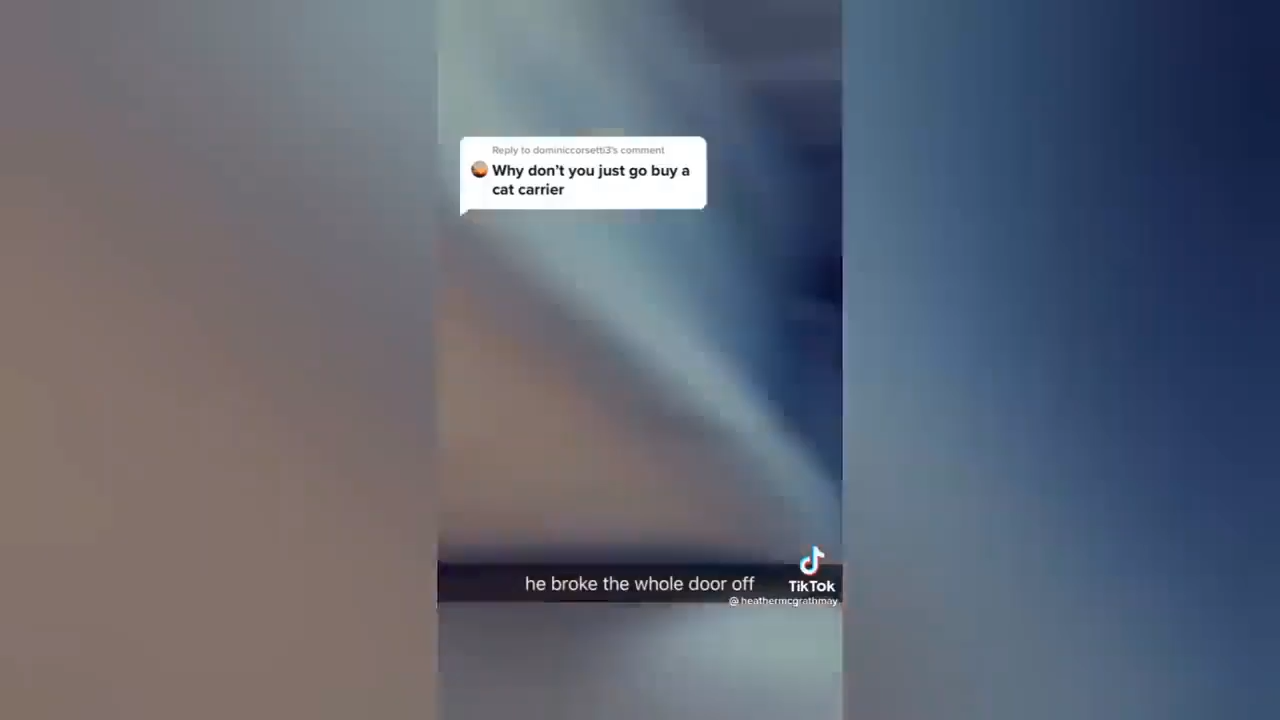 Reply to dominiccorsetti3's comment
Why don't you just go buy a
cat carrier
he broke the whole door off
TikTok
@heathermcgrathmay